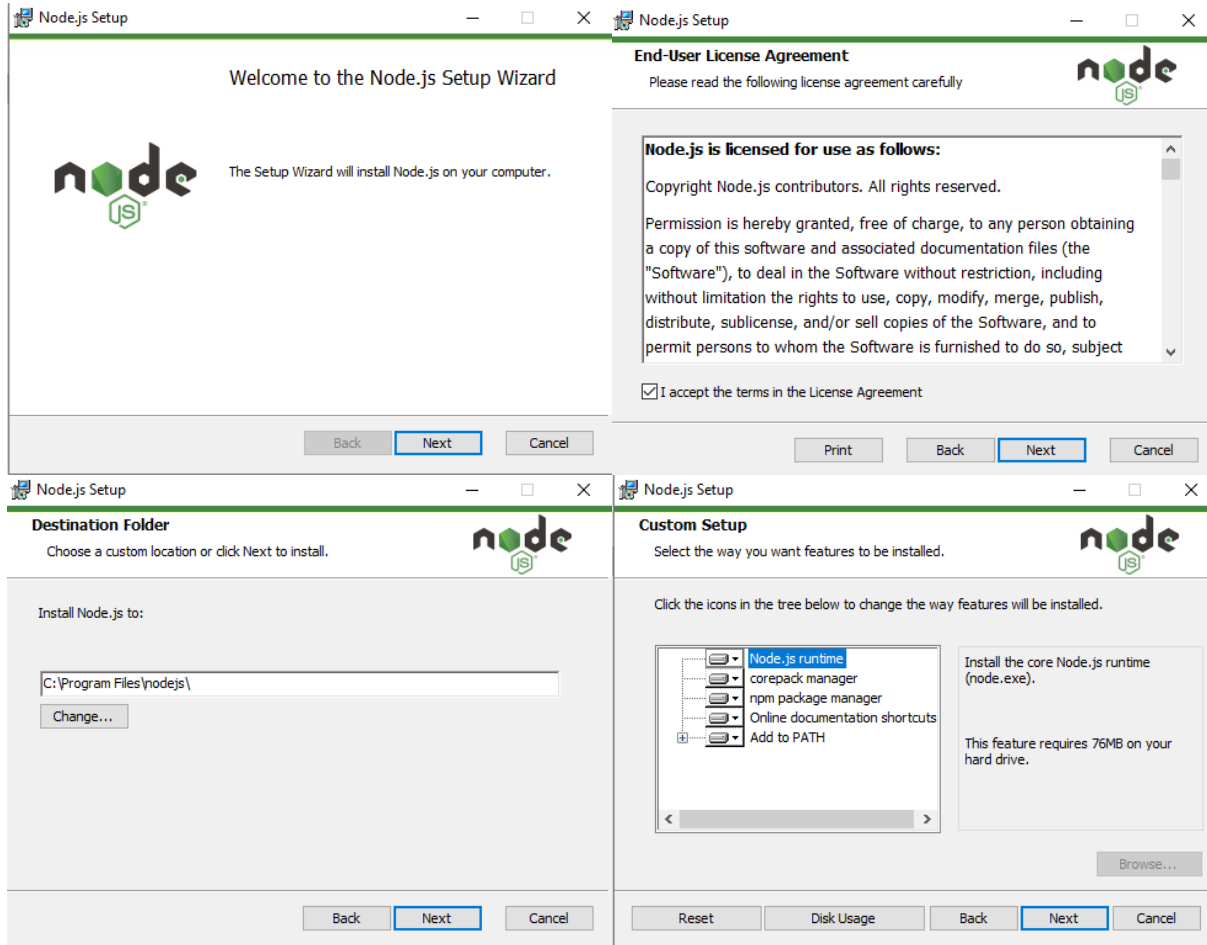 Node.js Setup
Welcome to the Node.js Setup Wizard
node
JS
The Setup Wizard will install Node.js on your computer.
Back
Next
Cancel
Node.js Setup
End-User License Agreement
Please read the following license agreement carefully
node
JS
Node.js is licensed for use as follows:
Copyright Node.js contributors. All rights reserved.
Permission is hereby granted, free of charge, to any person obtaining
a copy of this software and associated documentation files (the
"Software"), to deal in the Software without restriction, including
without limitation the rights to use, copy, modify, merge, publish,
distribute, sublicense, and/or sell copies of the Software, and to
permit persons to whom the Software is furnished to do so, subject
I accept the terms in the License Agreement
Print
Back
Next
Cancel
Node.js Setup
Destination Folder
Choose a custom location or click Next to install.
node
JS
Install Node.js to:
C:\Program Files\nodejs\
Change...
Back
Next
Cancel
Node.js Setup
Custom Setup
Select the way you want features to be installed.
node
JS
Click the icons in the tree below to change the way features will be installed.
Node.js runtime
corepack manager
npm package manager
Online documentation shortcuts
Add to PATH
Install the core Node.js runtime
(node.exe).
This feature requires 76MB on your
hard drive.
Browse...
Reset
Disk Usage
Back
Next
Cancel